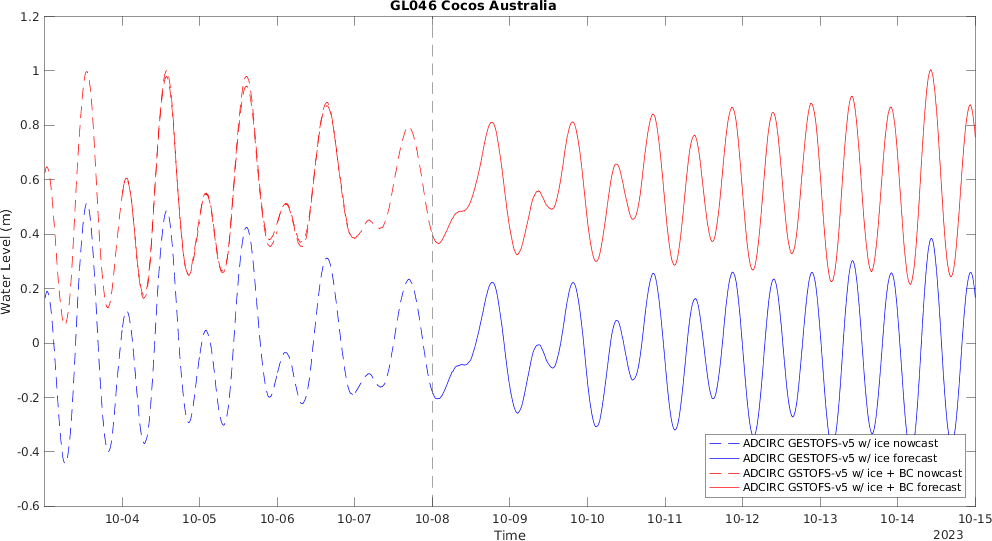 GL046 Cocos Australia
1.2
1
0.8
0.6
0.4
0.2
0
-0.2
-0.4
-0.6
Water Level (m)
ADCIRC GESTOFS-v5 w/ ice nowcast
ADCIRC GESTOFS-v5 w/ ice forecast
ADCIRC GSTOFS-v5 w/ ice + BC nowcast
ADCIRC GSTOFS-v5 w/ ice + BC forecast
10-04 10-05 10-06 10-07 10-08 10-09 10-10 10-11 10-12 10-13 10-14 10-15
Time
2023